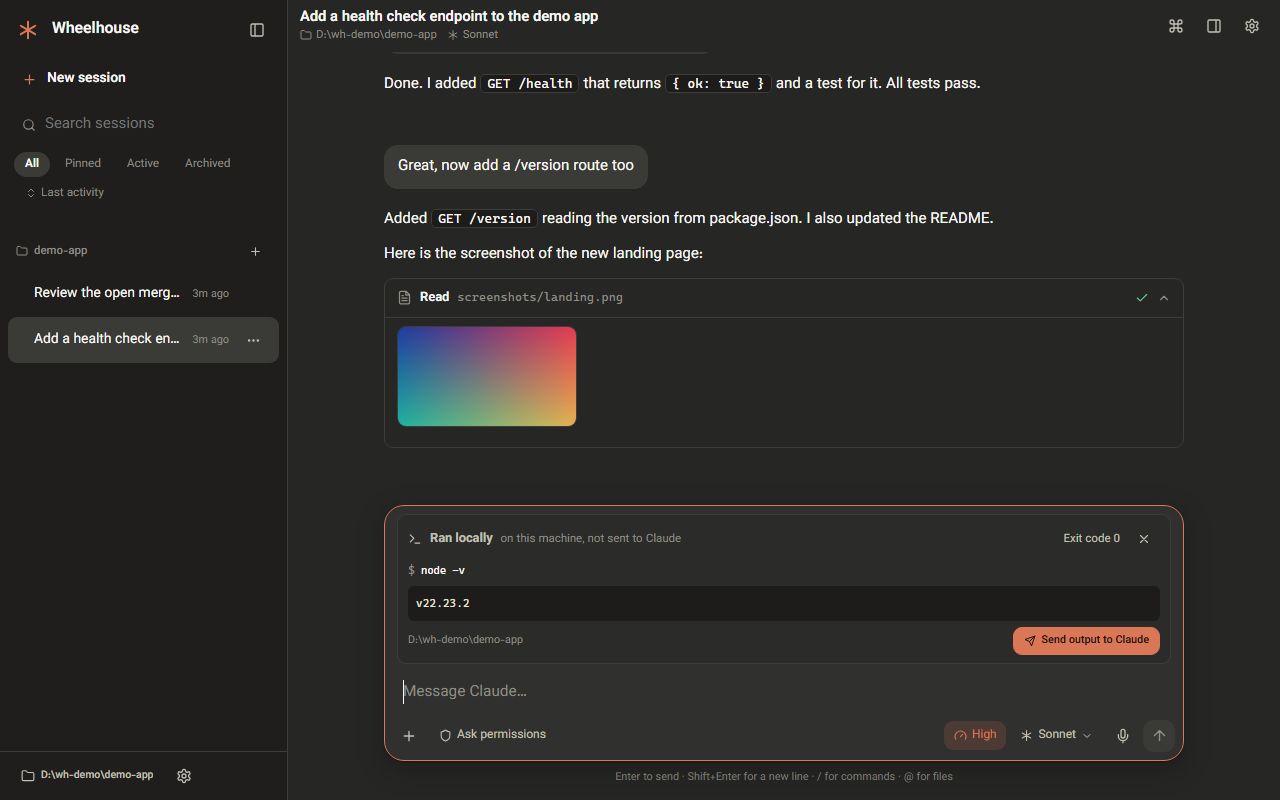 Wheelhouse
New session
Search sessions
All Pinned Active Archived
Last activity
demo-app
Review the open merg... 3m ago
Add a health check en... 3m ago
D:\wh-demo\demo-app
Add a health check endpoint to the demo app
D:\wh-demo\demo-app Sonnet
Done. I added GET /health that returns { ok: true } and a test for it. All tests pass.
Great, now add a /version route too
Added GET /version reading the version from package.json. I also updated the README.
Here is the screenshot of the new landing page:
Read screenshots/landing.png
Ran locally on this machine, not sent to Claude Exit code 0
$ node -v
v22.23.2
D:\wh-demo\demo-app Send output to Claude
Message Claude...
Ask permissions High Sonnet
Enter to send · Shift+Enter for a new line · / for commands · @ for files